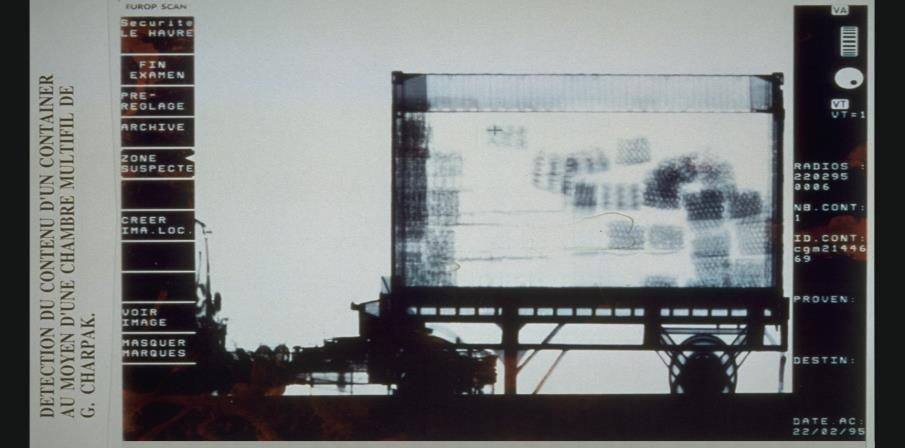 DETECTION DU CONTENU D'UN CONTAINER
AU MOYEN D'UNE CHAMBRE MULTIFIL DE
G. CHARPAK.
EUROP SCAN
Securite
LE HAVRE
FIN
EXAMEN
PRE-
REGLAGE
ARCHIVE
ZONE
SUSPECTE
CREER
IMA.LOC.
VOIR
IMAGE
MASQUER
MARQUES
VA
VT
VT=1
RADIOS :
220295
0006
NB.CONT:
1
ID.CONT:
cgm21446
69
PROVEN:
DESTIN:
DATE.AC:
22/02/95